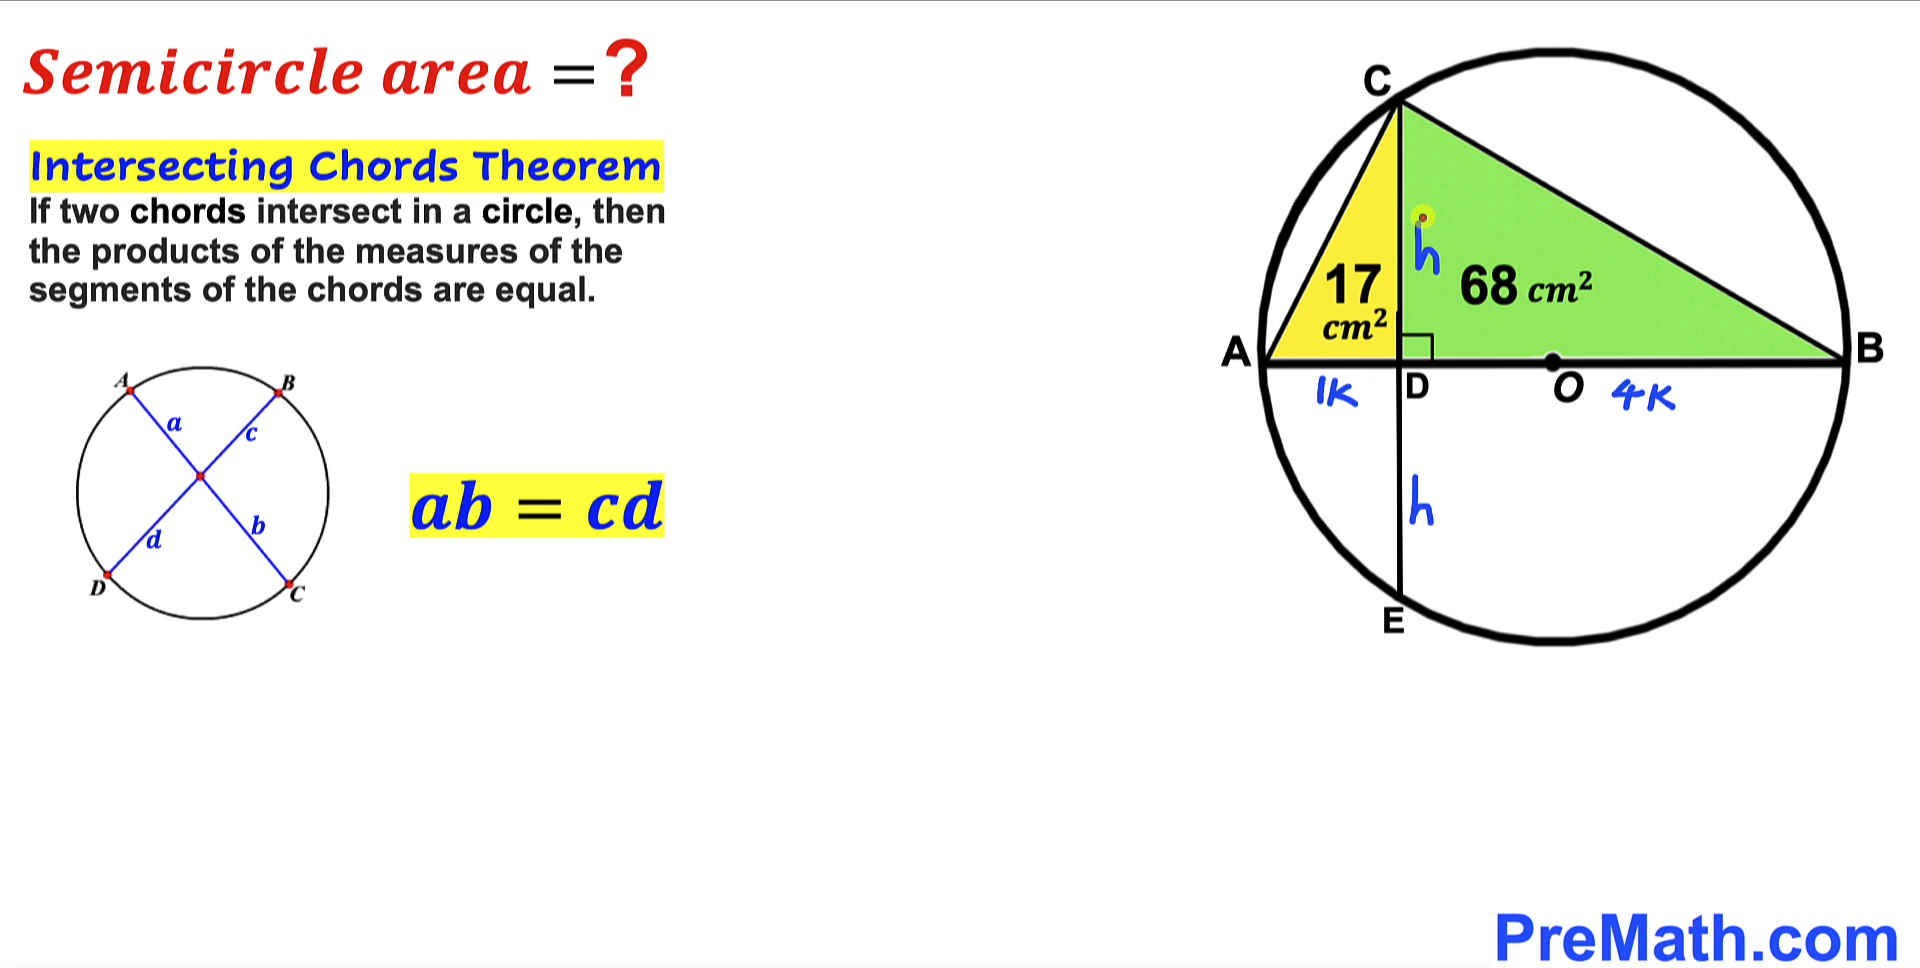 Semicircle area = ?
Intersecting Chords Theorem
If two chords intersect in a circle, then
the products of the measures of the
segments of the chords are equal.
A
B
a
c
b
d
D
C
ab = cd
C
h
17
cm²
68 cm²
A
B
1K
D
O
4K
h
E
PreMath.com